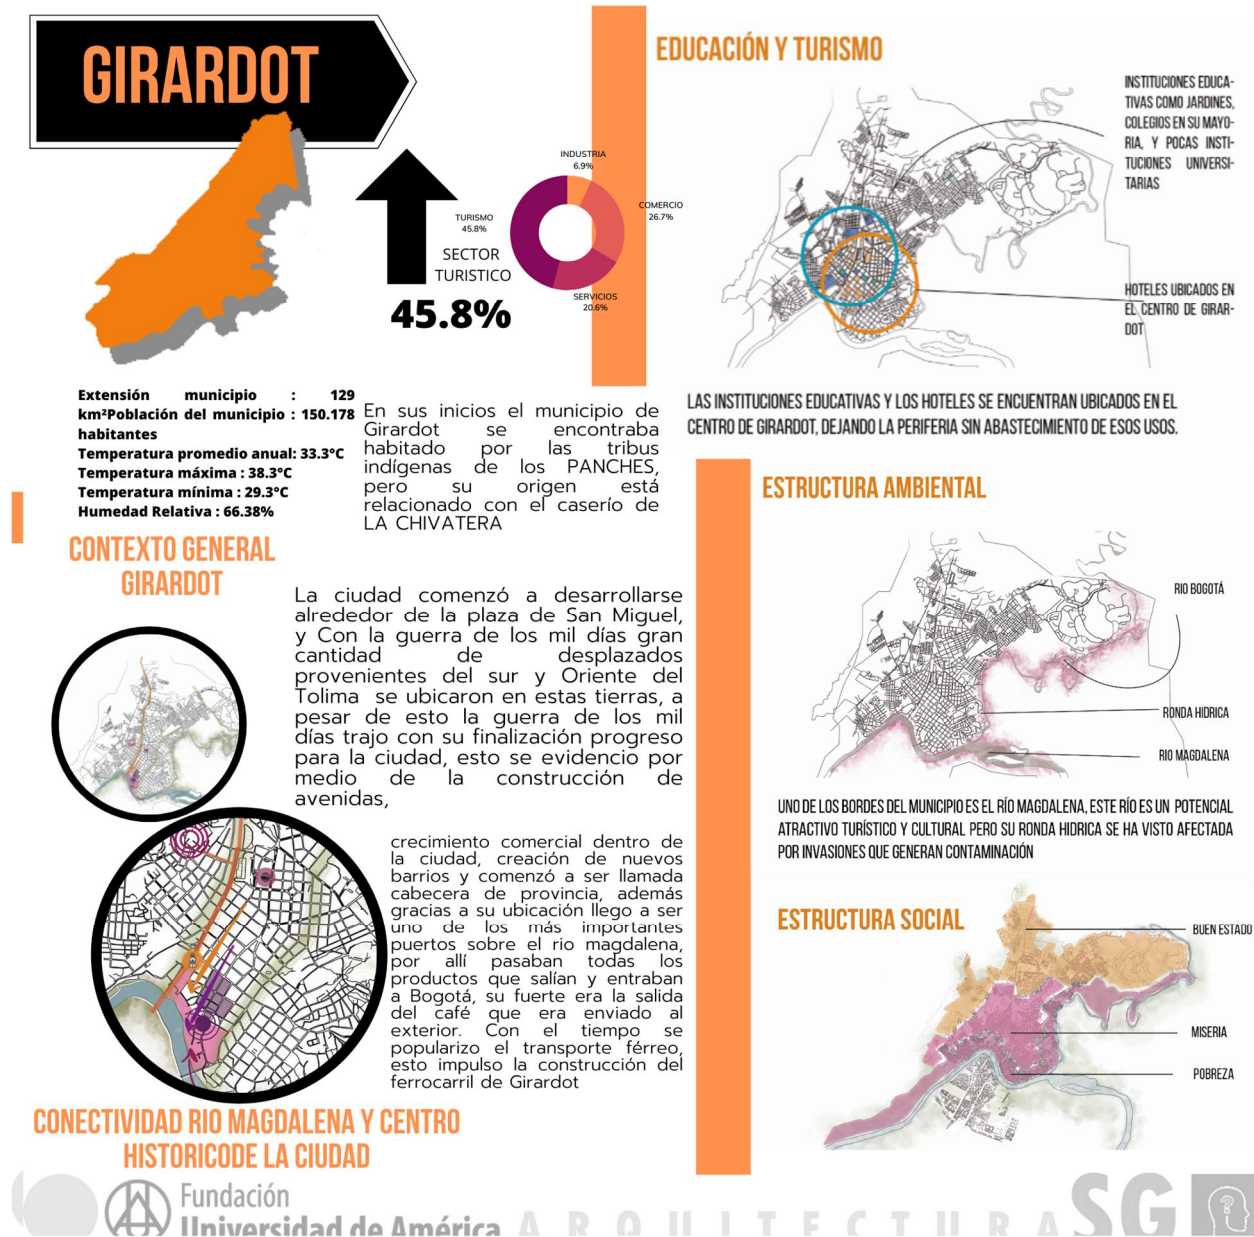 GIRARDOT
INDUSTRIA
6.9%
COMERCIO
26.7%
TURISMO
45.8%
SERVICIOS
20.6%
SECTOR
TURISTICO
45.8%
Extensión municipio : 129
km²Población del municipio : 150.178
habitantes
Temperatura promedio anual: 33.3°C
Temperatura máxima : 38.3°C
Temperatura mínima : 29.3°C
Humedad Relativa : 66.38%
En sus inicios el municipio de
Girardot se encontraba
habitado por las tribus
indígenas de los PANCHES,
pero su origen está
relacionado con el caserío de
LA CHIVATERA
CONTEXTO GENERAL
GIRARDOT
La ciudad comenzó a desarrollarse
alrededor de la plaza de San Miguel,
y Con la guerra de los mil días gran
cantidad de desplazados
provenientes del sur y Oriente del
Tolima se ubicaron en estas tierras, a
pesar de esto la guerra de los mil
días trajo con su finalización progreso
para la ciudad, esto se evidencio por
medio de la construcción de
avenidas,
crecimiento comercial dentro de
la ciudad, creación de nuevos
barrios y comenzó a ser llamada
cabecera de provincia, además
gracias a su ubicación llego a ser
uno de los más importantes
puertos sobre el rio magdalena,
por allí pasaban todas los
productos que salían y entraban
a Bogotá, su fuerte era la salida
del café que era enviado al
exterior. Con el tiempo se
popularizo el transporte férreo,
esto impulso la construcción del
ferrocarril de Girardot
CONECTIVIDAD RIO MAGDALENA Y CENTRO
HISTORICODE LA CIUDAD
EDUCACIÓN Y TURISMO
INSTITUCIONES EDUCA-
TIVAS COMO JARDINES,
COLEGIOS EN SU MAYO-
RIA, Y POCAS INSTI-
TUCIONES UNIVERSI-
TARIAS
HOTELES UBICADOS EN
EL CENTRO DE GIRAR-
DOT
LAS INSTITUCIONES EDUCATIVAS Y LOS HOTELES SE ENCUENTRAN UBICADOS EN EL
CENTRO DE GIRARDOT, DEJANDO LA PERIFERIA SIN ABASTECIMIENTO DE ESOS USOS.
ESTRUCTURA AMBIENTAL
RIO BOGOTÁ
RONDA HIDRICA
RIO MAGDALENA
UNO DE LOS BORDES DEL MUNICIPIO ES EL RÍO MAGDALENA, ESTE RÍO ES UN POTENCIAL
ATRACTIVO TURÍSTICO Y CULTURAL PERO SU RONDA HIDRICA SE HA VISTO AFECTADA
POR INVASIONES QUE GENERAN CONTAMINACIÓN
ESTRUCTURA SOCIAL
BUEN ESTADO
MISERIA
POBREZA
Fundación
Universidad de América
ARQUITECTURA
SG